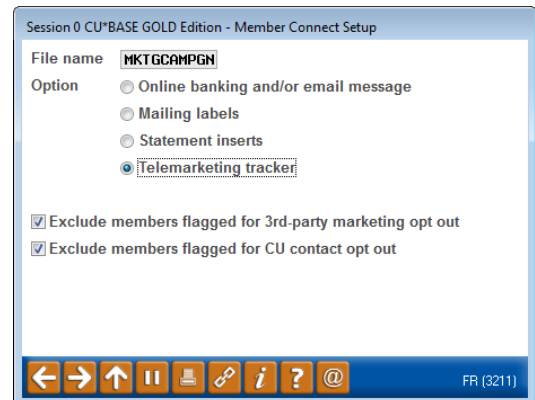 Session 0 CU*BASE GOLD Edition - Member Connect Setup
File name MKTGCAMPGN
Option Online banking and/or email message
Mailing labels
Statement inserts
Telemarketing tracker
Exclude members flagged for 3rd-party marketing opt out
Exclude members flagged for CU contact opt out
i ? @ FR (3211)